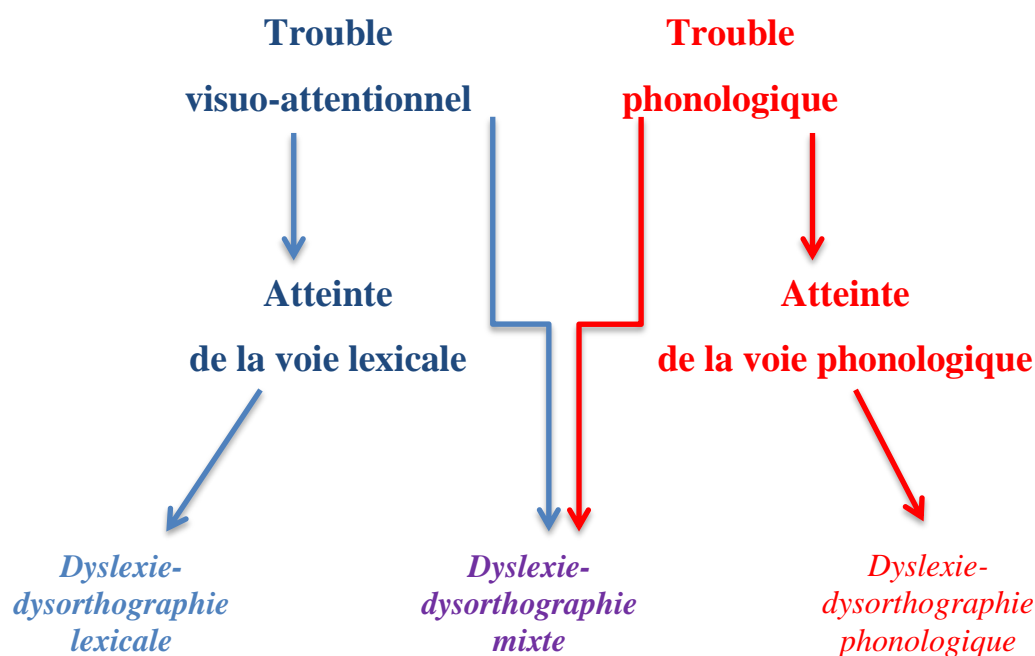 Trouble
visuo-attentionnel
Trouble
phonologique
Atteinte
de la voie lexicale
Atteinte
de la voie phonologique
Dyslexie-
dysorthographie
lexicale
Dyslexie-
dysorthographie
mixte
Dyslexie-
dysorthographie
phonologique